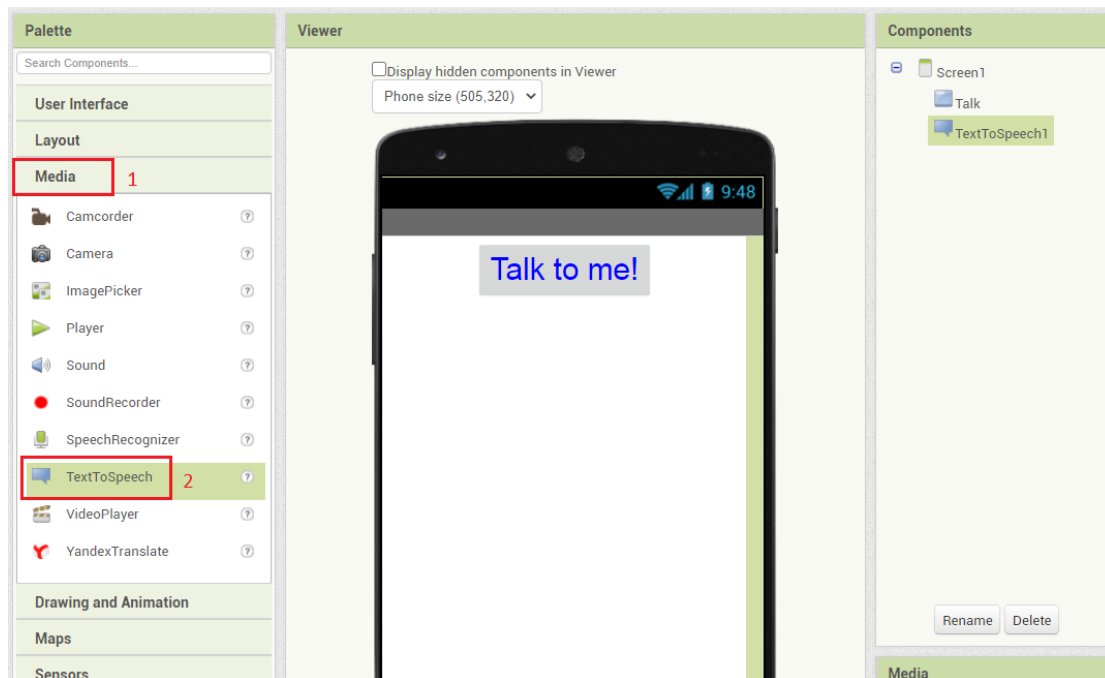 Palette
Search Components...
User Interface
Layout
Media
1
Camcorder
?
Camera
?
ImagePicker
?
Player
?
Sound
?
SoundRecorder
?
SpeechRecognizer
?
TextToSpeech
2
?
VideoPlayer
?
YandexTranslate
?
Drawing and Animation
Maps
Sensors
Viewer
Display hidden components in Viewer
Phone size (505,320)
9:48
Talk to me!
Components
Screen1
Talk
TextToSpeech1
Rename
Delete
Media